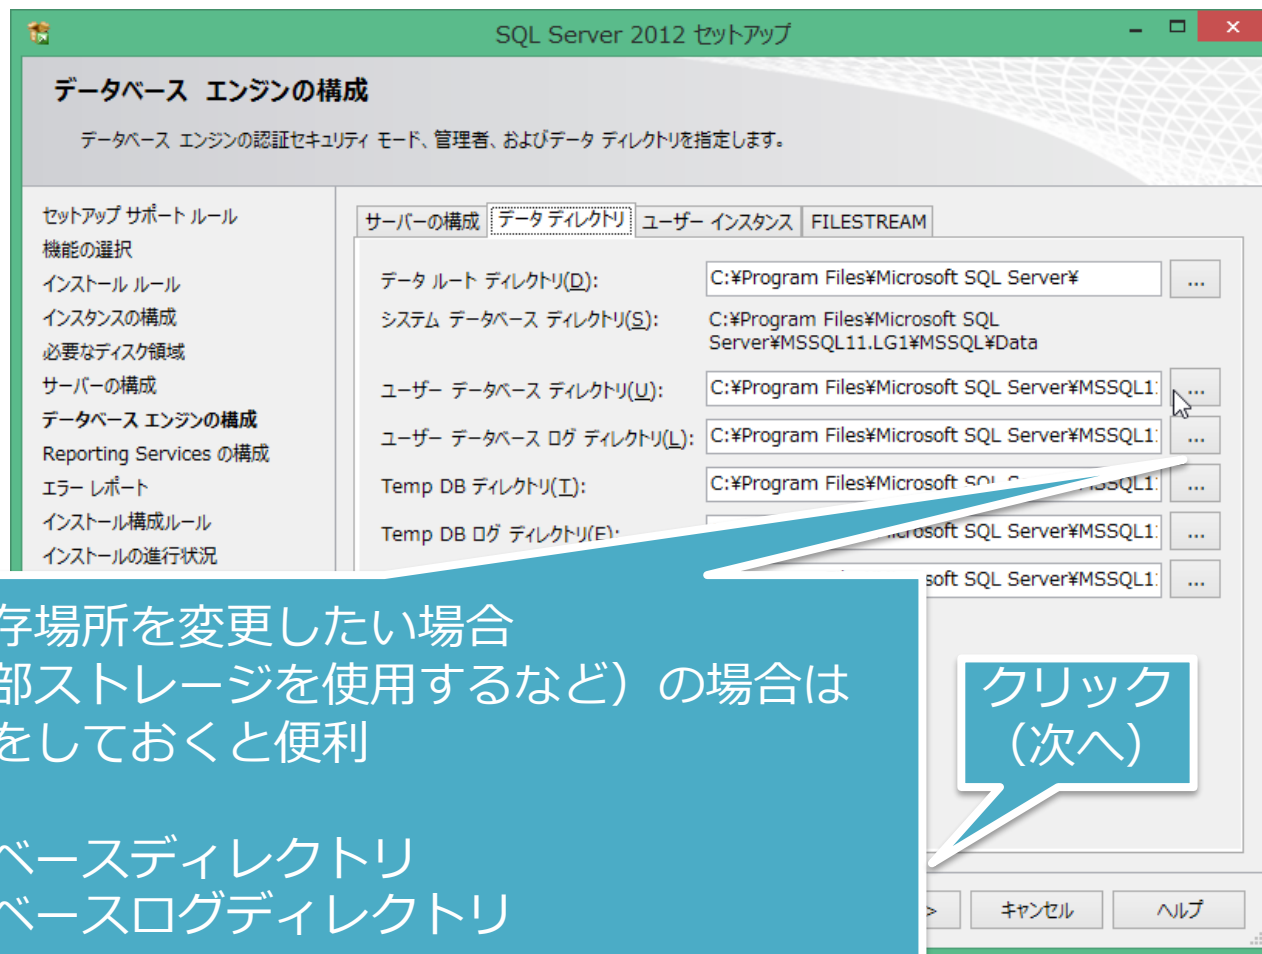 SQL Server 2012 セットアップ
データベース エンジンの構成
データベース エンジンの認証セキュリティ モード、管理者、およびデータ ディレクトリを指定します。
セットアップ サポート ルール
機能の選択
インストール ルール
インスタンスの構成
必要なディスク領域
サーバーの構成
データベース エンジンの構成
Reporting Services の構成
エラー レポート
インストール構成ルール
インストールの進行状況
サーバーの構成 データ ディレクトリ ユーザー インスタンス FILESTREAM
データ ルート ディレクトリ(D): C:¥Program Files¥Microsoft SQL Server¥ ...
システム データベース ディレクトリ(S): C:¥Program Files¥Microsoft SQL
Server¥MSSQL11.LG1¥MSSQL¥Data
ユーザー データベース ディレクトリ(U): C:¥Program Files¥Microsoft SQL Server¥MSSQL1 ...
ユーザー データベース ログ ディレクトリ(L): C:¥Program Files¥Microsoft SQL Server¥MSSQL1 ...
Temp DB ディレクトリ(T): C:¥Program Files¥Microsoft SQL Server¥MSSQL1 ...
Temp DB ログ ディレクトリ(E): Microsoft SQL Server¥MSSQL1 ...
soft SQL Server¥MSSQL1 ...
存場所を変更したい場合
部ストレージを使用するなど）の場合は
をしておくと便利
ベースディレクトリ
ベースログディレクトリ
クリック
（次へ）
> キャンセル ヘルプ